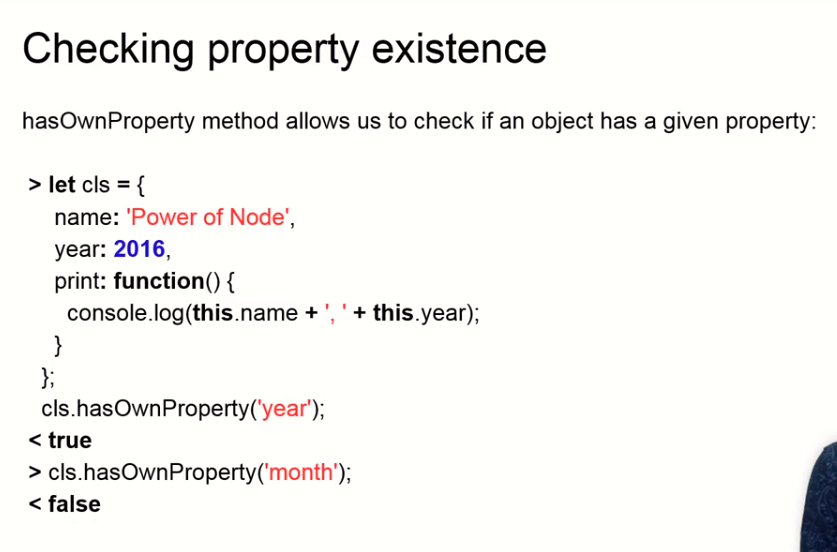 Checking property existence
hasOwnProperty method allows us to check if an object has a given property:
> let cls = {
name: 'Power of Node',
year: 2016,
print: function() {
console.log(this.name + ', ' + this.year);
}
};
cls.hasOwnProperty('year');
< true
> cls.hasOwnProperty('month');
< false